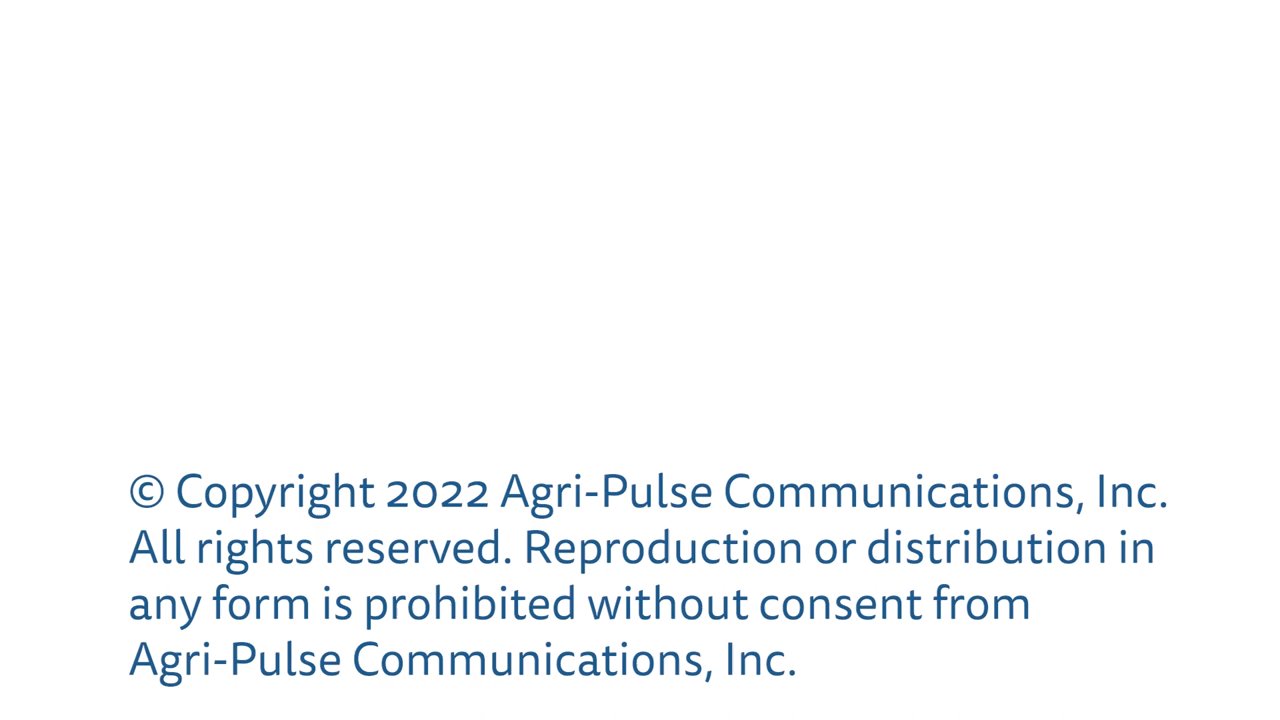 © Copyright 2022 Agri-Pulse Communications, Inc.
All rights reserved. Reproduction or distribution in
any form is prohibited without consent from
Agri-Pulse Communications, Inc.